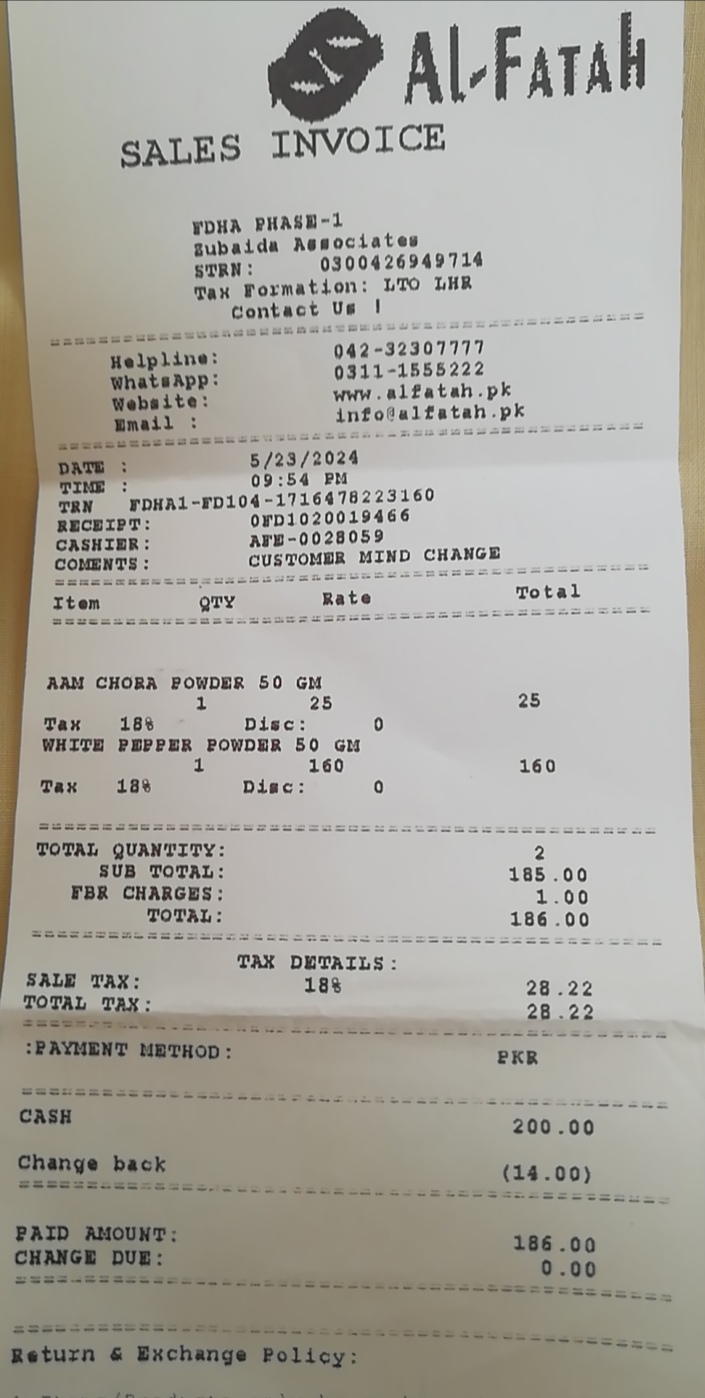 Al-Fatah
SALES INVOICE
FDHA PHASE-1
Zubaida Associates
STRN: 0300426949714
Tax Formation: LTO LHR
Contact Us |
Helpline: 042-32307777
WhatsApp: 0311-1555222
Website: www.alfatah.pk
Email : info@alfatah.pk
DATE : 5/23/2024
TIME : 09:54 PM
TRN FDHA1-FD104-1716478223160
RECEIPT: 0FD1020019466
CASHIER: AFE-0028059
COMENTS: CUSTOMER MIND CHANGE
Item QTY Rate Total
AAM CHORA POWDER 50 GM
1 25 25
Tax 18% Disc: 0
WHITE PEPPER POWDER 50 GM
1 160 160
Tax 18% Disc: 0
TOTAL QUANTITY: 2
SUB TOTAL: 185.00
FBR CHARGES: 1.00
TOTAL: 186.00
TAX DETAILS:
SALE TAX: 18% 28.22
TOTAL TAX: 28.22
:PAYMENT METHOD: PKR
CASH 200.00
Change back (14.00)
PAID AMOUNT: 186.00
CHANGE DUE: 0.00
Return & Exchange Policy: